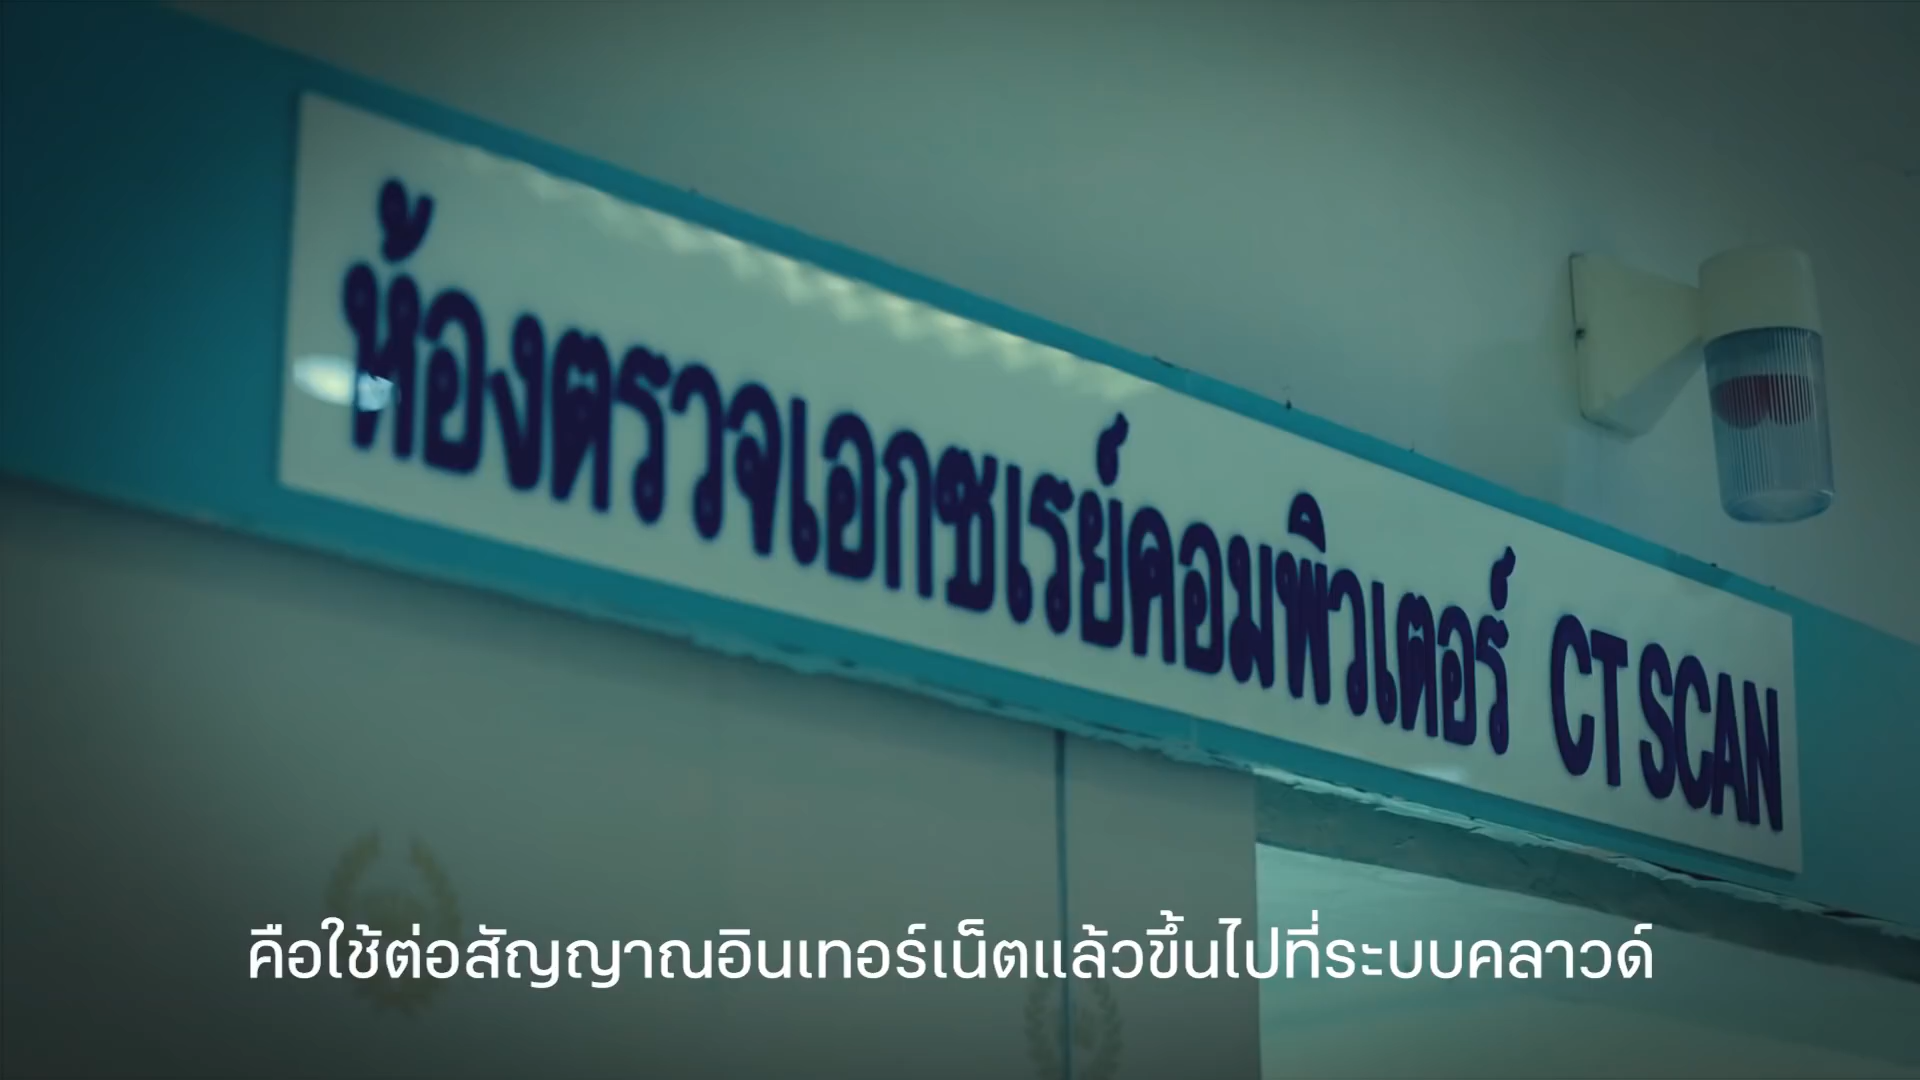 ห้องตรวจเอกซเรย์คอมพิวเตอร์ CT SCAN
คือใช้ต่อสัญญาณอินเทอร์เน็ตแล้วขึ้นไปที่ระบบคลาวด์